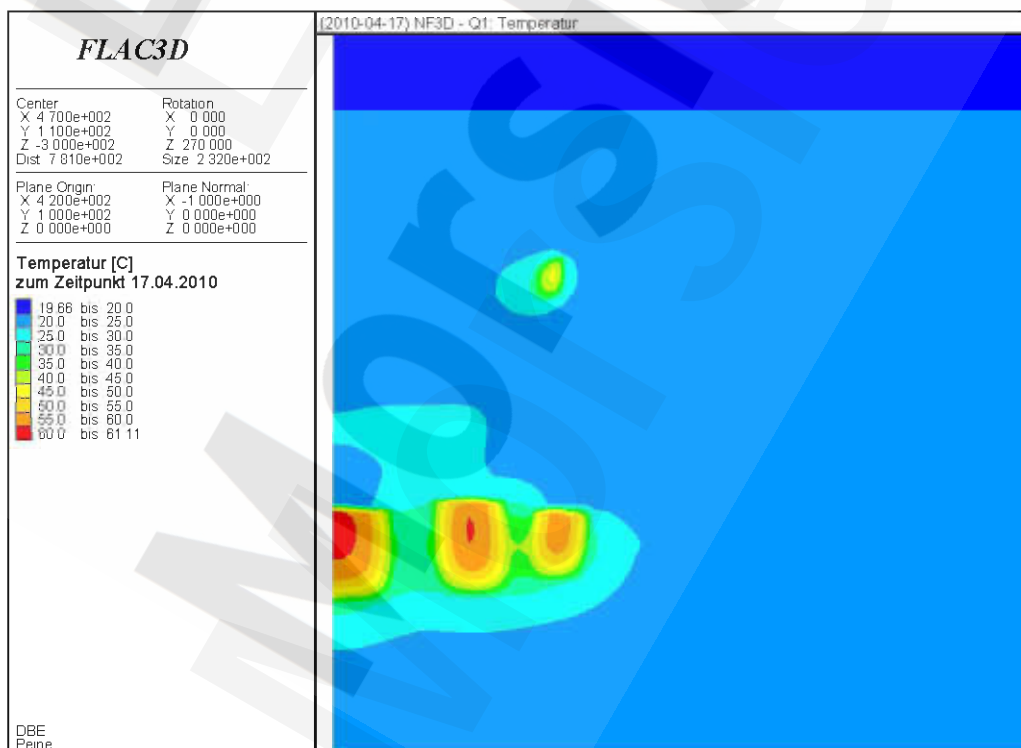 (2010-04-17) NF3D - Q1: Temperatur
FLAC3D
Center Rotation
X 4 700e+002 X 0 000
Y 1 100e+002 Y 0 000
Z -3 000e+002 Z 270 000
Dist 7 810e+002 Size 2 320e+002
Plane Origin: Plane Normal:
X 4 200e+002 X -1 000e+000
Y 1 000e+002 Y 0 000e+000
Z 0 000e+000 Z 0 000e+000
Temperatur [C]
zum Zeitpunkt 17.04.2010
19.66 bis 20.0
20.0 bis 25.0
25.0 bis 30.0
30.0 bis 35.0
35.0 bis 40.0
40.0 bis 45.0
45.0 bis 50.0
50.0 bis 55.0
55.0 bis 60.0
60.0 bis 61 11
DBE
Peine